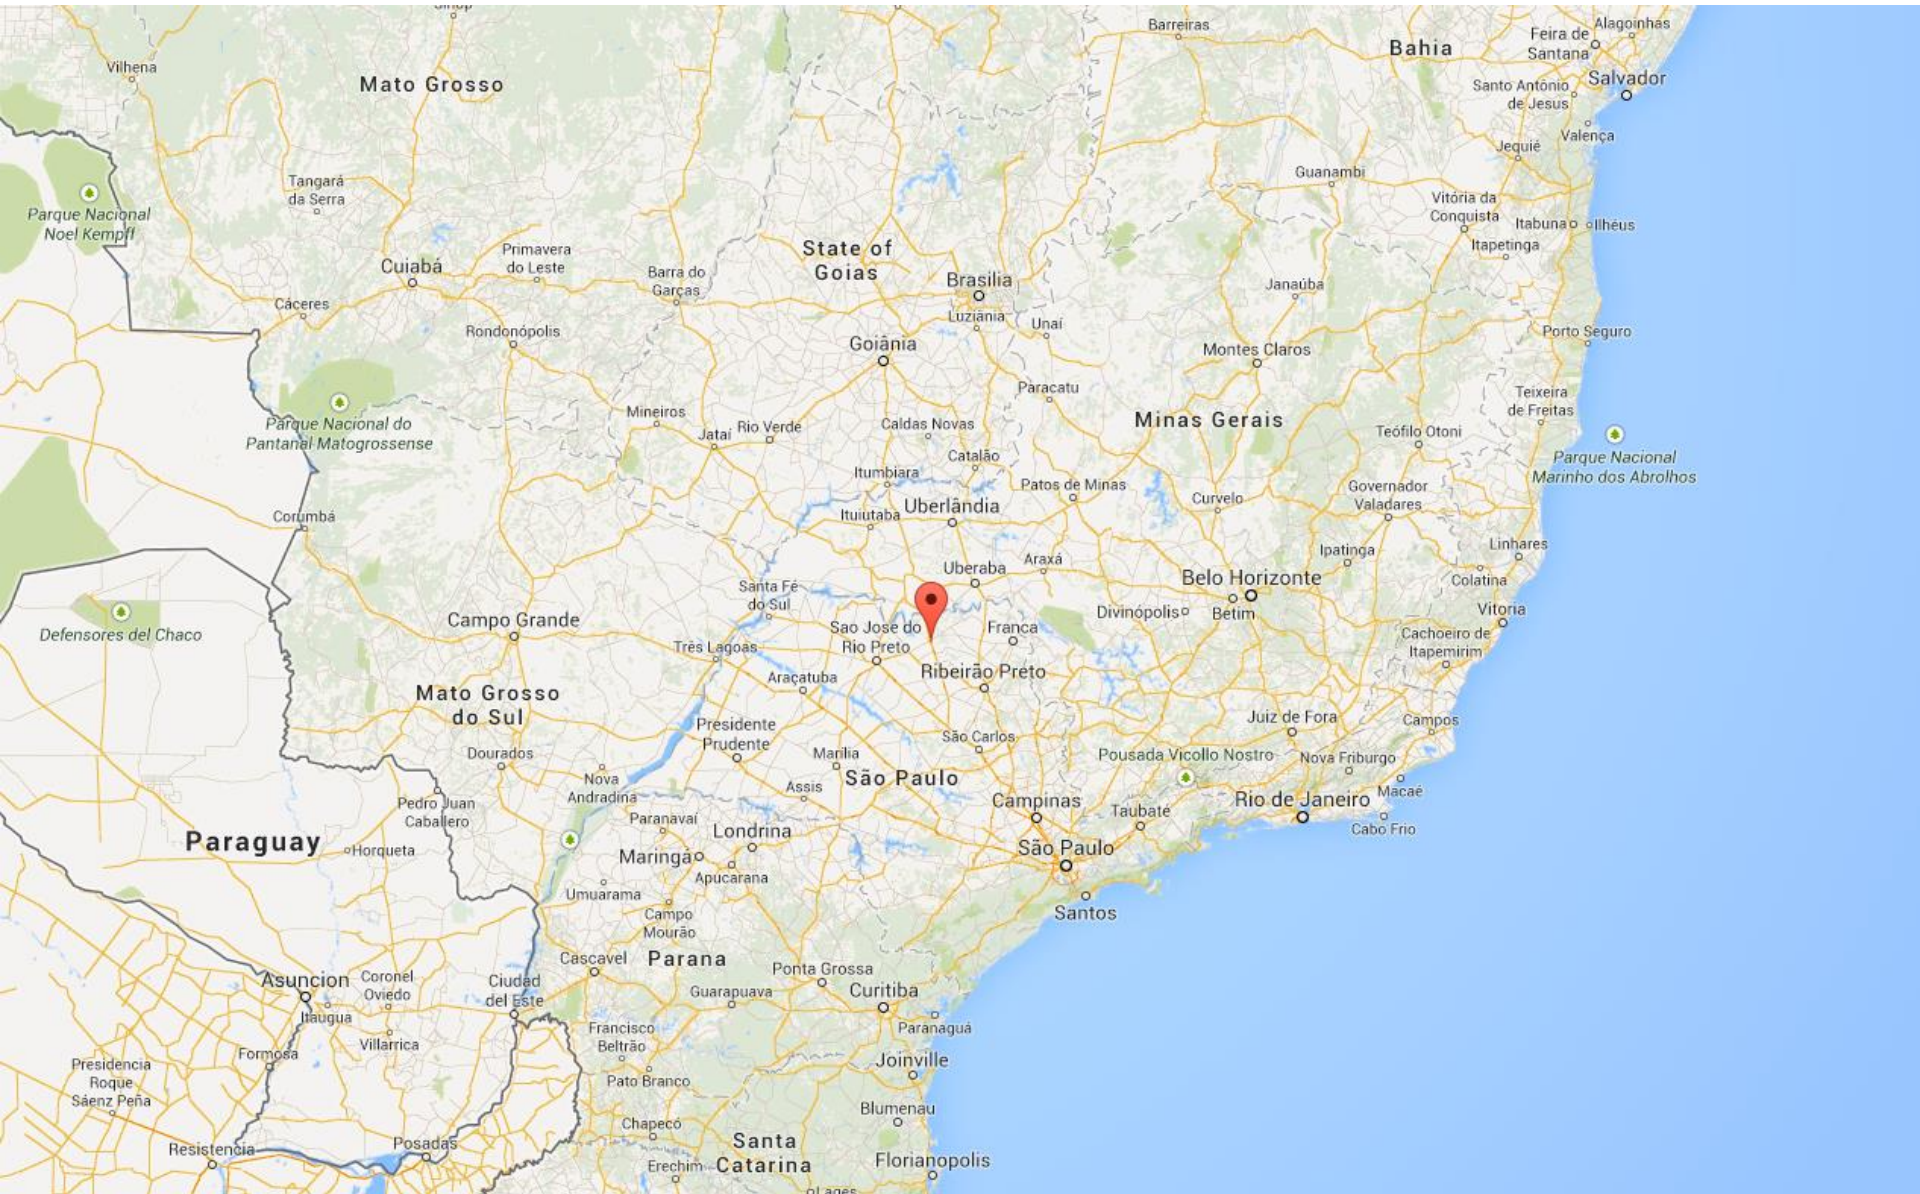 Sinop
Barreiras
Alagoinhas
Feira de
Santana
Bahia
Vilhena
Mato Grosso
Salvador
Santo Antônio
de Jesus
Valença
Jequié
Guanambi
Tangará
da Serra
Vitória da
Conquista
Parque Nacional
Noel Kempff
Itabuna
Ilhéus
Itapetinga
State of
Goias
Primavera
do Leste
Cuiabá
Barra do
Garças
Brasilia
Janaúba
Cáceres
Luziânia
Unaí
Rondonópolis
Porto Seguro
Goiânia
Montes Claros
Paracatu
Teixeira
de Freitas
Mineiros
Parque Nacional do
Pantanal Matogrossense
Jataí
Rio Verde
Caldas Novas
Minas Gerais
Teófilo Otoni
Catalão
Parque Nacional
Marinho dos Abrolhos
Itumbiara
Patos de Minas
Governador
Valadares
Curvelo
Uberlândia
Ituiutaba
Corumbá
Linhares
Ipatinga
Araxá
Uberaba
Belo Horizonte
Colatina
Santa Fé
do Sul
Divinópolis
Betim
Vitoria
Campo Grande
Defensores del Chaco
Sao Jose do
Rio Preto
Franca
Cachoeiro de
Itapemirim
Três Lagoas
Araçatuba
Ribeirão Preto
Mato Grosso
do Sul
Juiz de Fora
Campos
Presidente
Prudente
São Carlos
Dourados
Marília
Pousada Vicollo Nostro
Nova Friburgo
Nova
Andradina
Assis
São Paulo
Macaé
Campinas
Rio de Janeiro
Pedro Juan
Caballero
Paranavaí
Taubaté
Cabo Frio
Londrina
Paraguay
Horqueta
Maringá
São Paulo
Apucarana
Umuarama
Santos
Campo
Mourão
Cascavel
Parana
Ponta Grossa
Asuncion
Coronel
Oviedo
Ciudad
del Este
Guarapuava
Curitiba
Itaugua
Francisco
Beltrão
Paranaguá
Villarrica
Formosa
Presidencia
Roque
Sáenz Peña
Joinville
Pato Branco
Blumenau
Chapecó
Posadas
Resistencia
Santa
Catarina
Erechim
Florianopolis
Lages